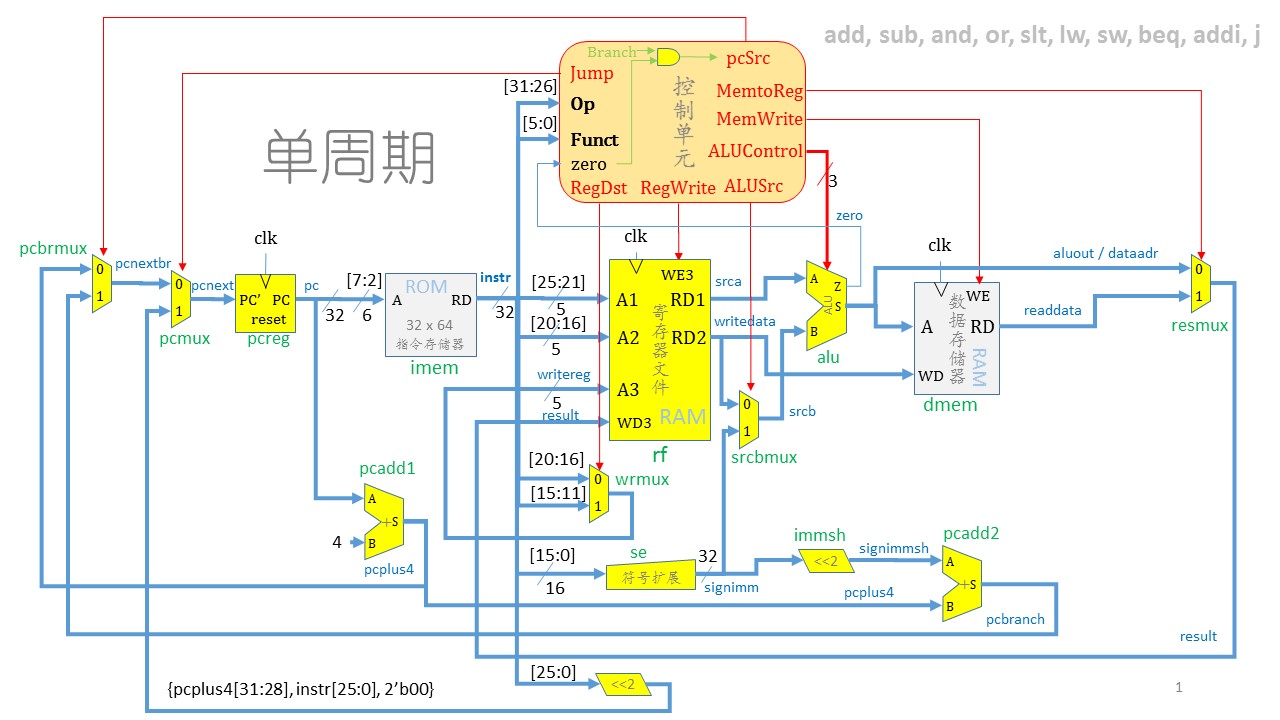 add, sub, and, or, slt, lw, sw, beq, addi, j
单周期
Branch
pcSrc
Jump
控制单元
MemtoReg
[31:26]
Op
MemWrite
[5:0]
Funct
ALUControl
zero
3
RegDst
RegWrite
ALUSrc
zero
pcbrmux
0
1
pcnextbr
0
1
pcmux
pcnext
clk
PC'
PC
reset
pcreg
pc
32
[7:2]
6
ROM
A
RD
32 x 64
指令存储器
imem
instr
32
[25:21]
5
[20:16]
5
writereg
5
result
clk
WE3
A1
RD1
A2
RD2
A3
WD3
寄存器文件
RAM
rf
srca
writedata
0
1
srcbmux
srcb
A
B
Z
S
ALU
alu
clk
WE
A
RD
WD
数据存储器
RAM
dmem
aluout / dataadr
readdata
0
1
resmux
[20:16]
[15:11]
0
1
wrmux
pcadd1
A
B
+S
4
pcplus4
[15:0]
16
se
符号扩展
32
signimm
immsh
<<2
signimmsh
pcadd2
A
B
+S
pcplus4
pcbranch
result
[25:0]
<<2
{pcplus4[31:28], instr[25:0], 2’b00}
1